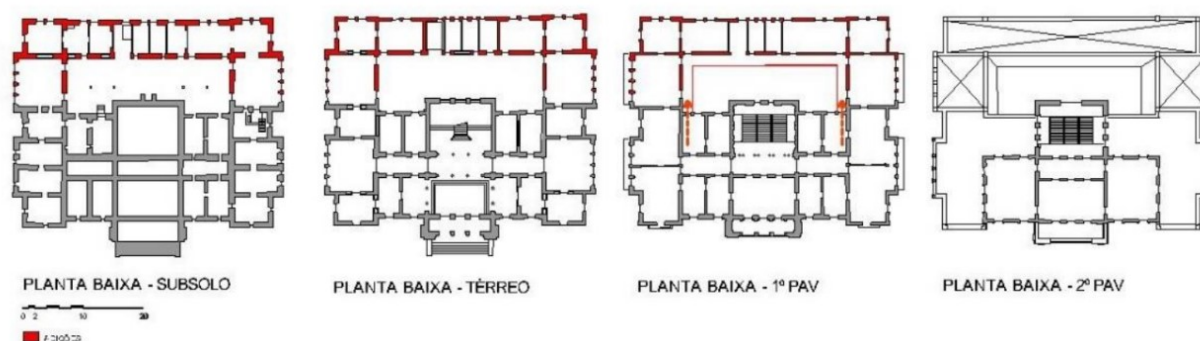 PLANTA BAIXA - SUBSOLO
PLANTA BAIXA - TÉRREO
PLANTA BAIXA - 1º PAV
PLANTA BAIXA - 2º PAV
0 2 10 20